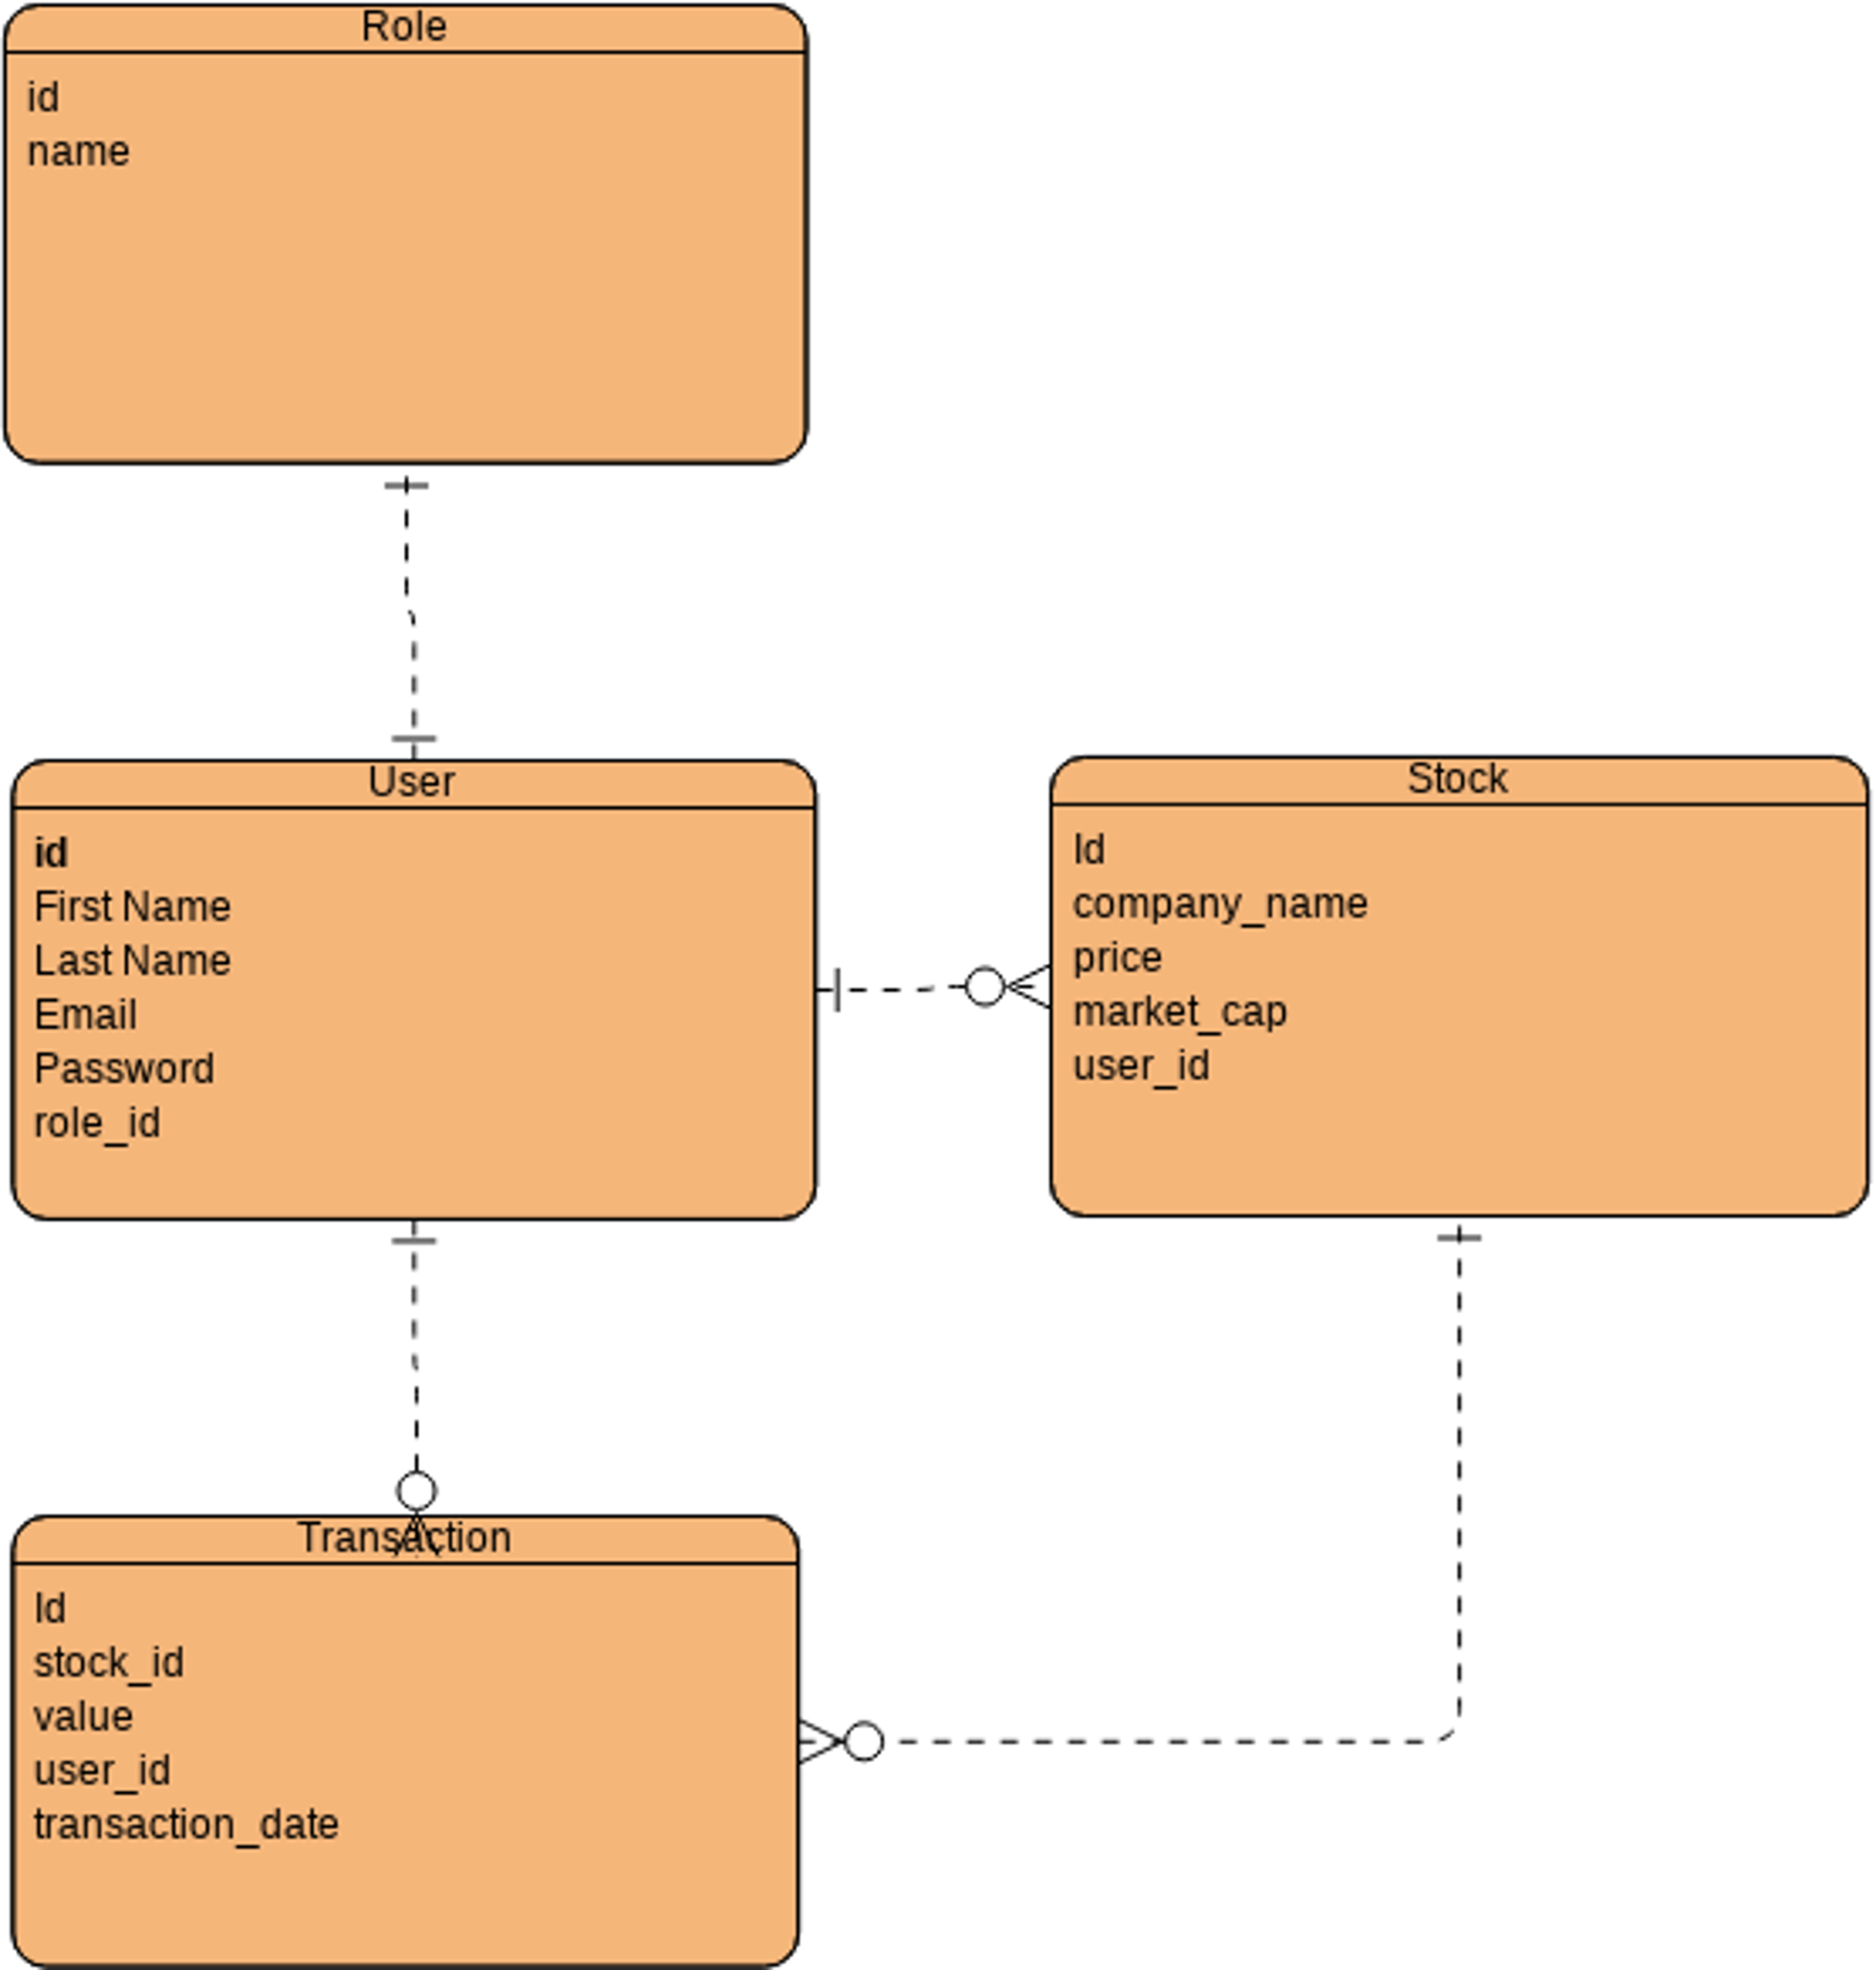 Role
id
name
User
id
First Name
Last Name
Email
Password
role_id
Stock
Id
company_name
price
market_cap
user_id
Transaction
Id
stock_id
value
user_id
transaction_date